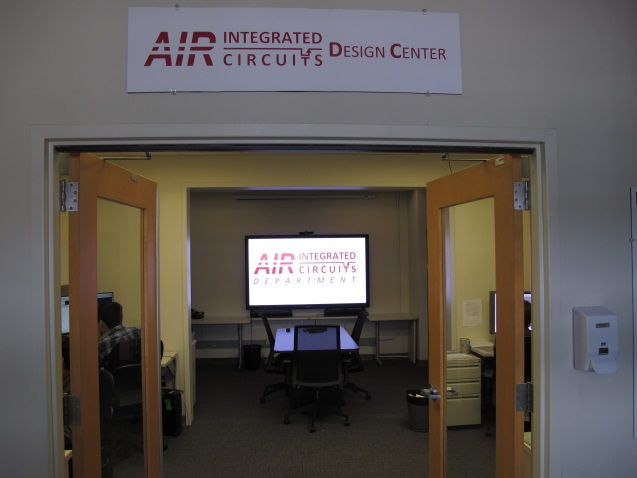 AIR INTEGRATED CIRCUITS DESIGN CENTER
AIR INTEGRATED CIRCUITS
DEPARTMENT